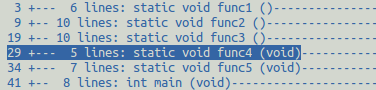 3 +---  6 lines: static void func1 ()----------------------
9 +-- 10 lines: static void func2 ()----------------------
19 +-- 10 lines: static void func3 ()----------------------
29 +---  5 lines: static void func4 (void)------------------
34 +---  7 lines: static void func5 (void)------------------
41 +--  8 lines: int main (void)----------------------------